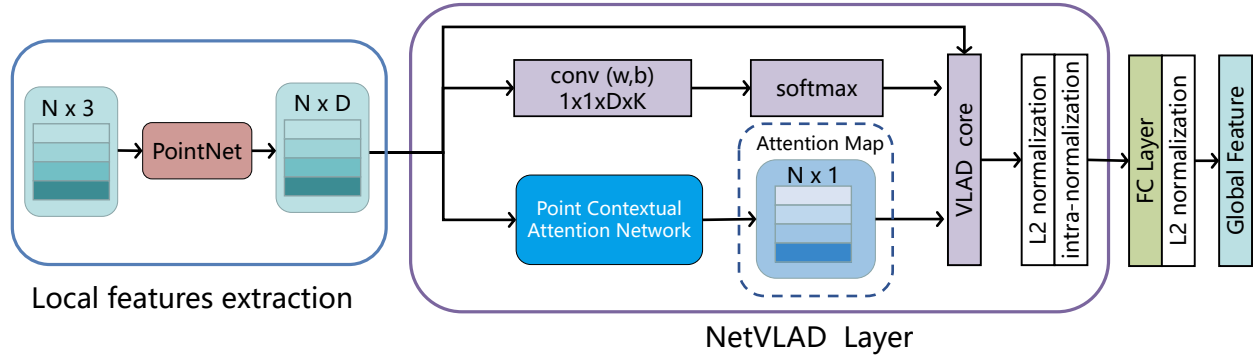 N x 3
PointNet
N x D
Local features extraction
conv (w,b)
1x1xDxK
softmax
Point Contextual
Attention Network
Attention Map
N x 1
VLAD core
L2 normalization
intra-normalization
NetVLAD Layer
FC Layer
L2 normalization
Global Feature